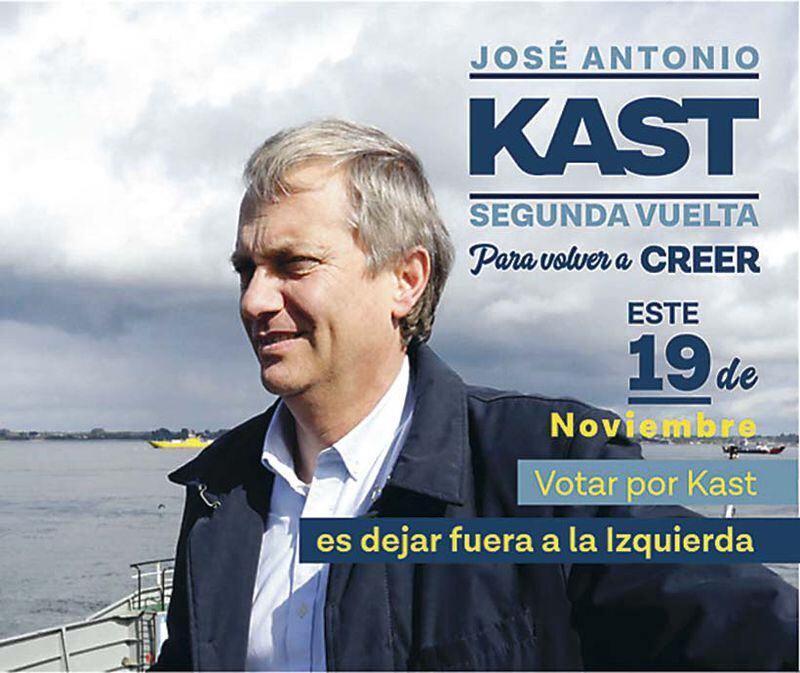 JOSÉ ANTONIO
KAST
SEGUNDA VUELTA
Para volver a CREER
ESTE
19 de
Noviembre
Votar por Kast
es dejar fuera a la Izquierda